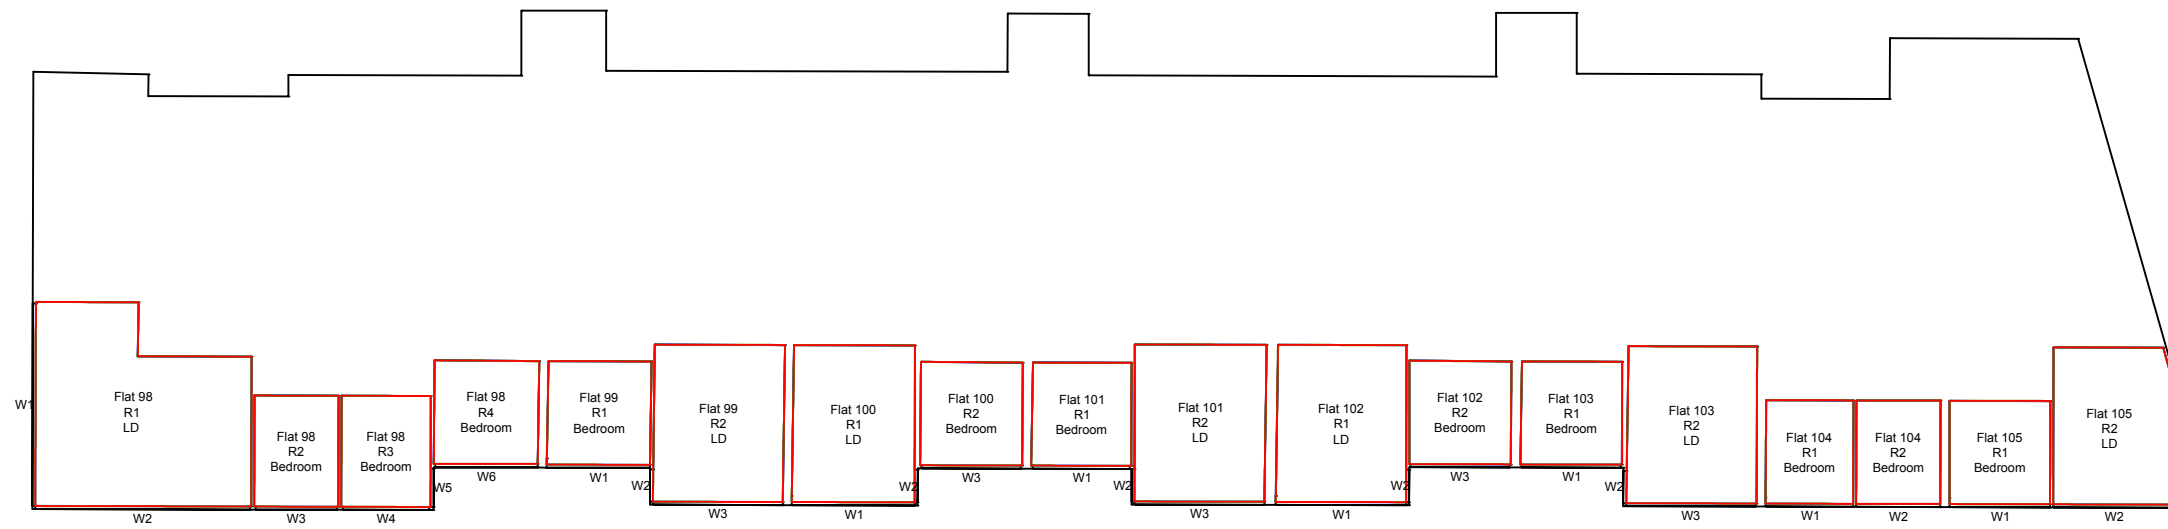 Flat 98
R1
LD
Flat 98
R2
Bedroom
Flat 98
R3
Bedroom
Flat 98
R4
Bedroom
Flat 99
R1
Bedroom
Flat 99
R2
LD
Flat 100
R1
LD
Flat 100
R2
Bedroom
Flat 101
R1
Bedroom
Flat 101
R2
LD
Flat 102
R1
LD
Flat 102
R2
Bedroom
Flat 103
R1
Bedroom
Flat 103
R2
LD
Flat 104
R1
Bedroom
Flat 104
R2
Bedroom
Flat 105
R1
Bedroom
Flat 105
R2
LD
W1
W2
W3
W4
W5
W6
W1
W2
W3
W1
W2
W3
W1
W2
W3
W1
W2
W3
W1
W2
W3
W1
W2
W1
W2